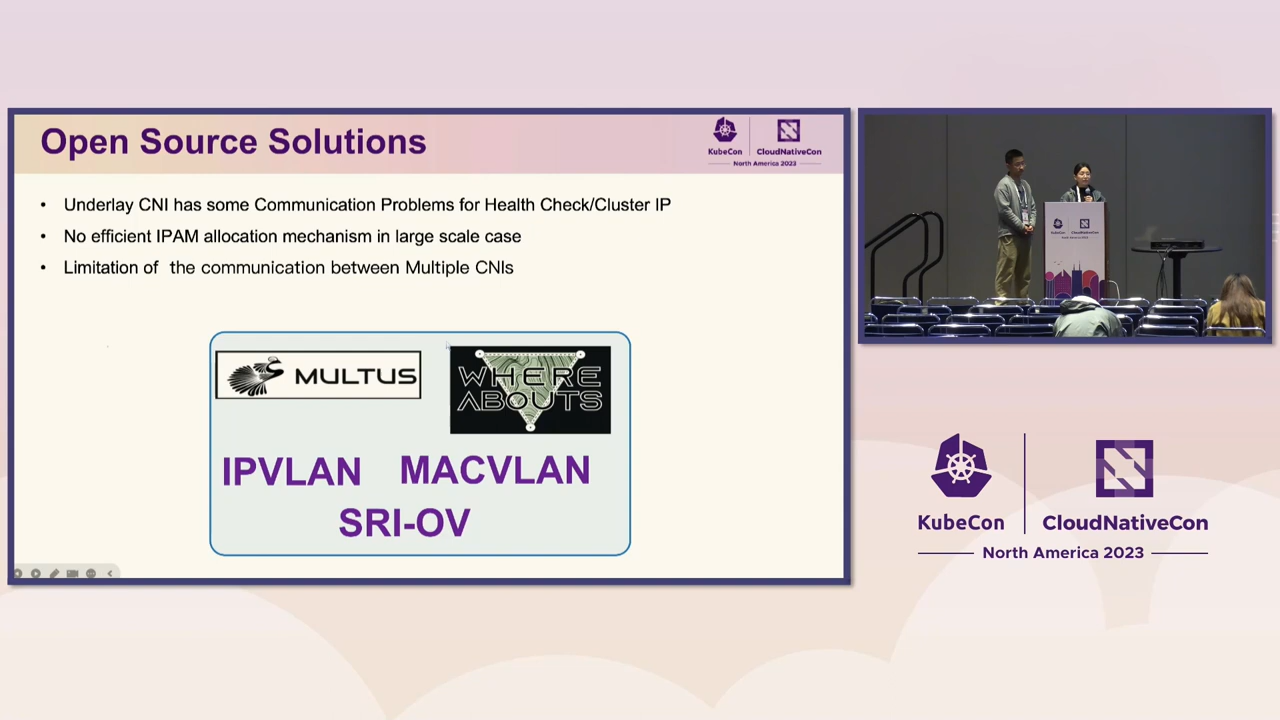 Open Source Solutions
KubeCon
CloudNativeCon
North America 2023
• Underlay CNI has some Communication Problems for Health Check/Cluster IP
• No efficient IPAM allocation mechanism in large scale case
• Limitation of the communication between Multiple CNIs
MULTUS
WHERE
ABOUTS
IPVLAN MACVLAN
SRI-OV
KubeCon
CloudNativeCon
North America 2023